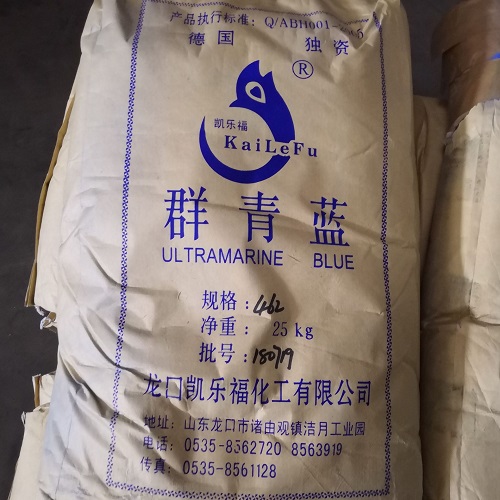 产品执行标准: Q/ABH001-
德国 独资
®
凯乐福
KaiLeFu
群青蓝
ULTRAMARINE BLUE
规格: 462
净重: 25 kg
批号: 180719
龙口凯乐福化工有限公司
地址: 山东龙口市诸由观镇洁月工业园
电话: 0535-8562720 8563919
传真: 0535-8561128